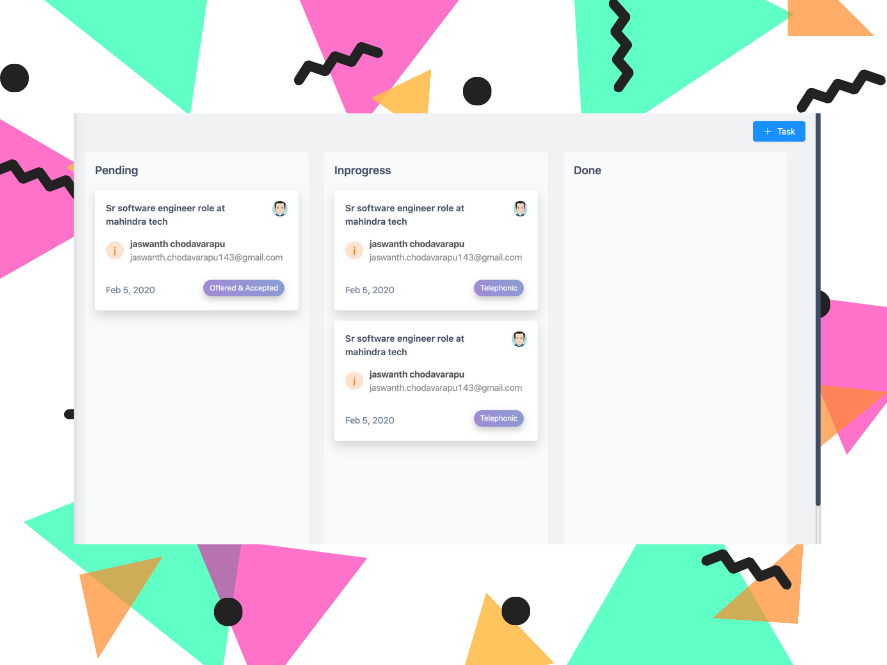 + Task
Pending
Sr software engineer role at
mahindra tech
j
jaswanth chodavarapu
jaswanth.chodavarapu143@gmail.com
Feb 5, 2020
Offered & Accepted
Inprogress
Sr software engineer role at
mahindra tech
j
jaswanth chodavarapu
jaswanth.chodavarapu143@gmail.com
Feb 5, 2020
Telephonic
Sr software engineer role at
mahindra tech
j
jaswanth chodavarapu
jaswanth.chodavarapu143@gmail.com
Feb 5, 2020
Telephonic
Done